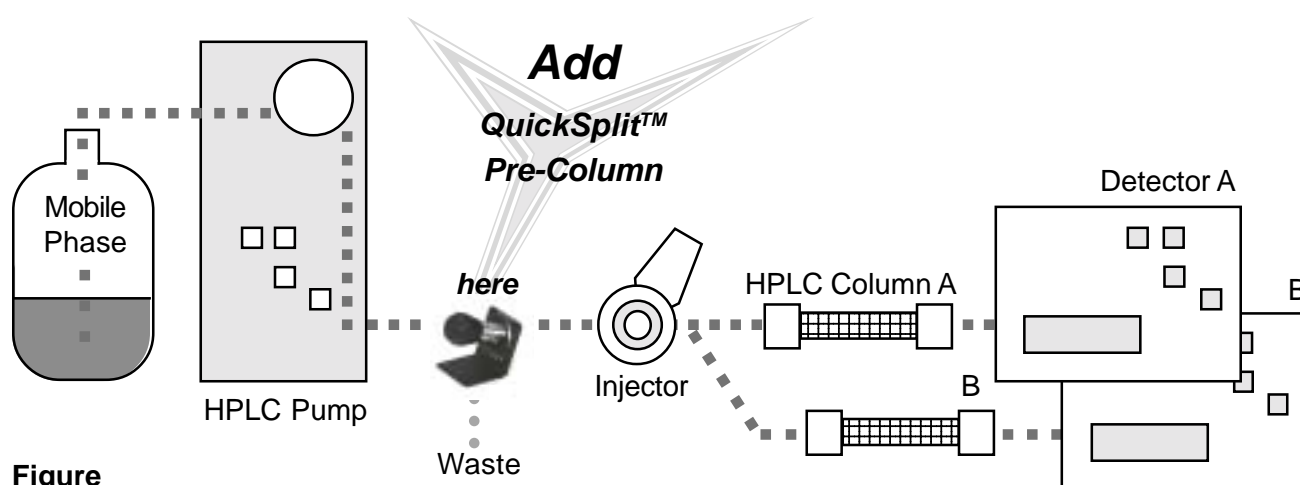 Add
QuickSplit™
Pre-Column
Detector A
Mobile
Phase
here
HPLC Column A
B
Injector
B
HPLC Pump
Waste
Figure